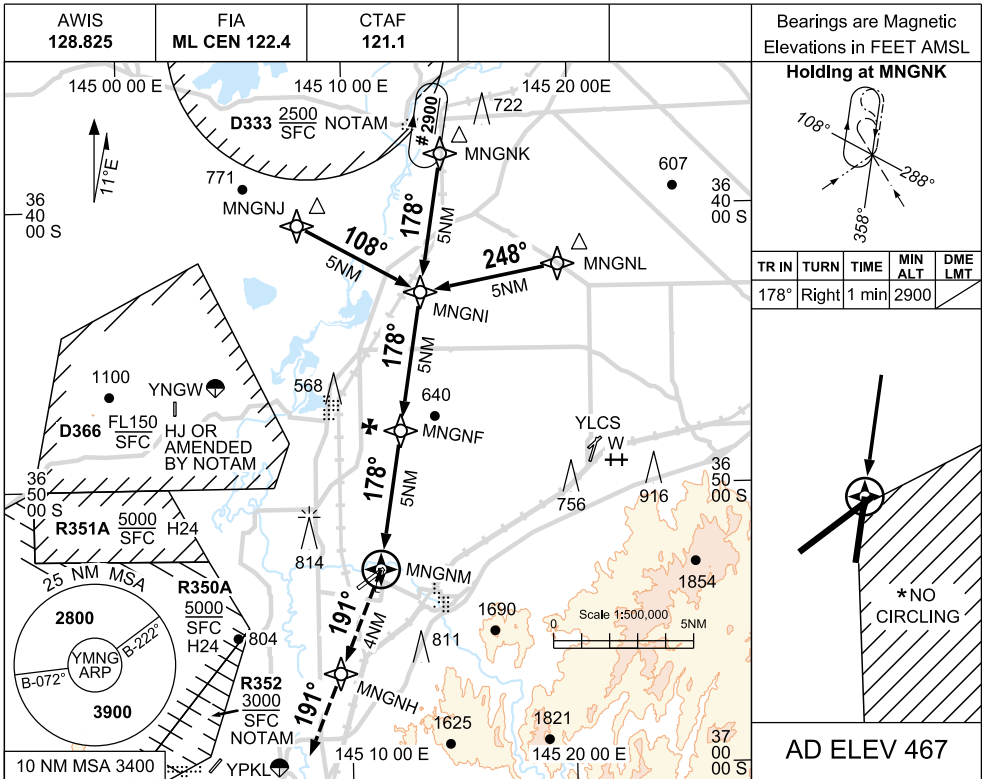 AWIS
128.825
FIA
ML CEN 122.4
CTAF
121.1
Bearings are Magnetic
Elevations in FEET AMSL
145 00 00 E
145 10 00 E
145 20 00 E
D333 2500
SFC NOTAM
# 2900
722
MNGNK
11°E
771
607
36
40
00 S
36
40
00 S
MNGNJ
178°
5NM
108°
5NM
248°
5NM
MNGNL
MNGNI
178°
5NM
1100
YNGW
568
640
D366 FL150
SFC
HJ OR
AMENDED
BY NOTAM
MNGNF
YLCS
W
178°
5NM
756
916
36
50
00 S
36
50
00 S
R351A 5000
SFC H24
814
MNGNM
1854
25 NM MSA
2800
YMNG
ARP
B-222°
B-072°
3900
R350A
5000
SFC
H24
804
191°
4NM
1690
Scale 1:500,000
0
5NM
811
R352
3000
SFC
NOTAM
MNGNH
191°
1625
1821
10 NM MSA 3400
YPKL
145 10 00 E
145 20 00 E
37
00
00 S
Holding at MNGNK
108°
288°
358°
TR IN
TURN
TIME
MIN
ALT
DME
LMT
178°
Right
1 min
2900
*NO
CIRCLING
AD ELEV 467